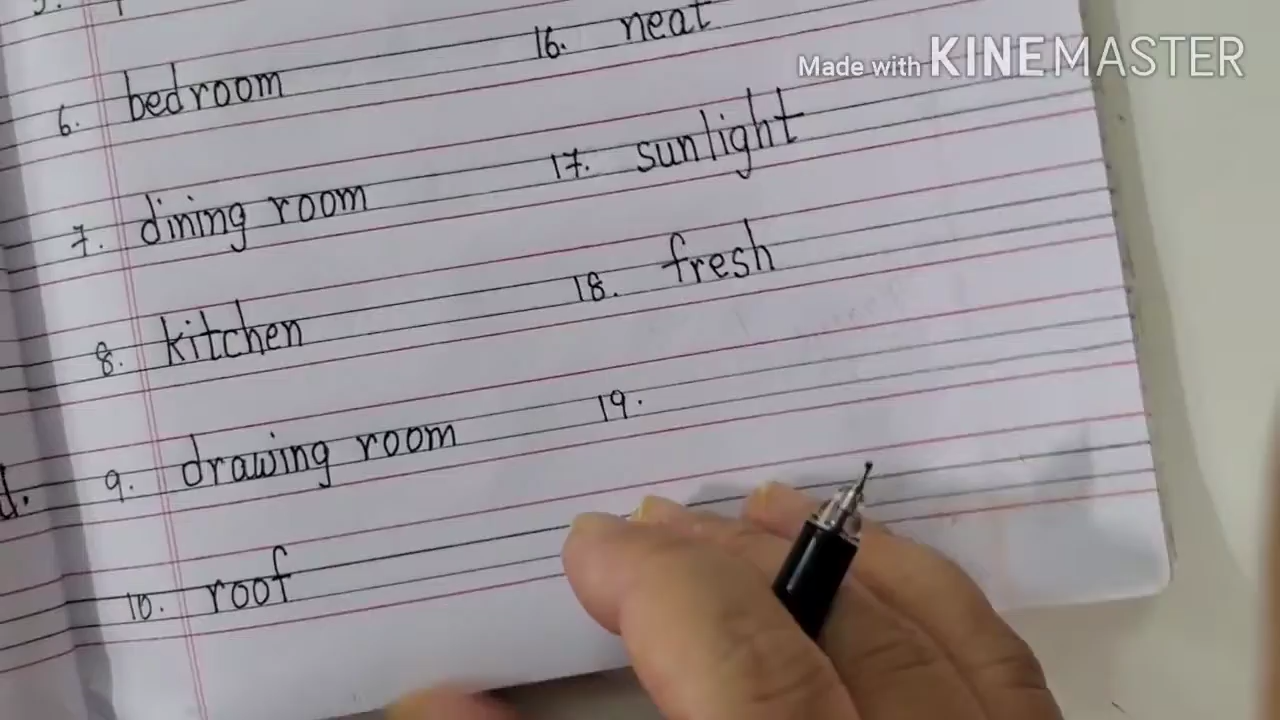 6. bedroom
7. dining room
8. kitchen
9. drawing room
10. roof
16. neat
17. sunlight
18. fresh
19.
d.
Made with KINEMASTER